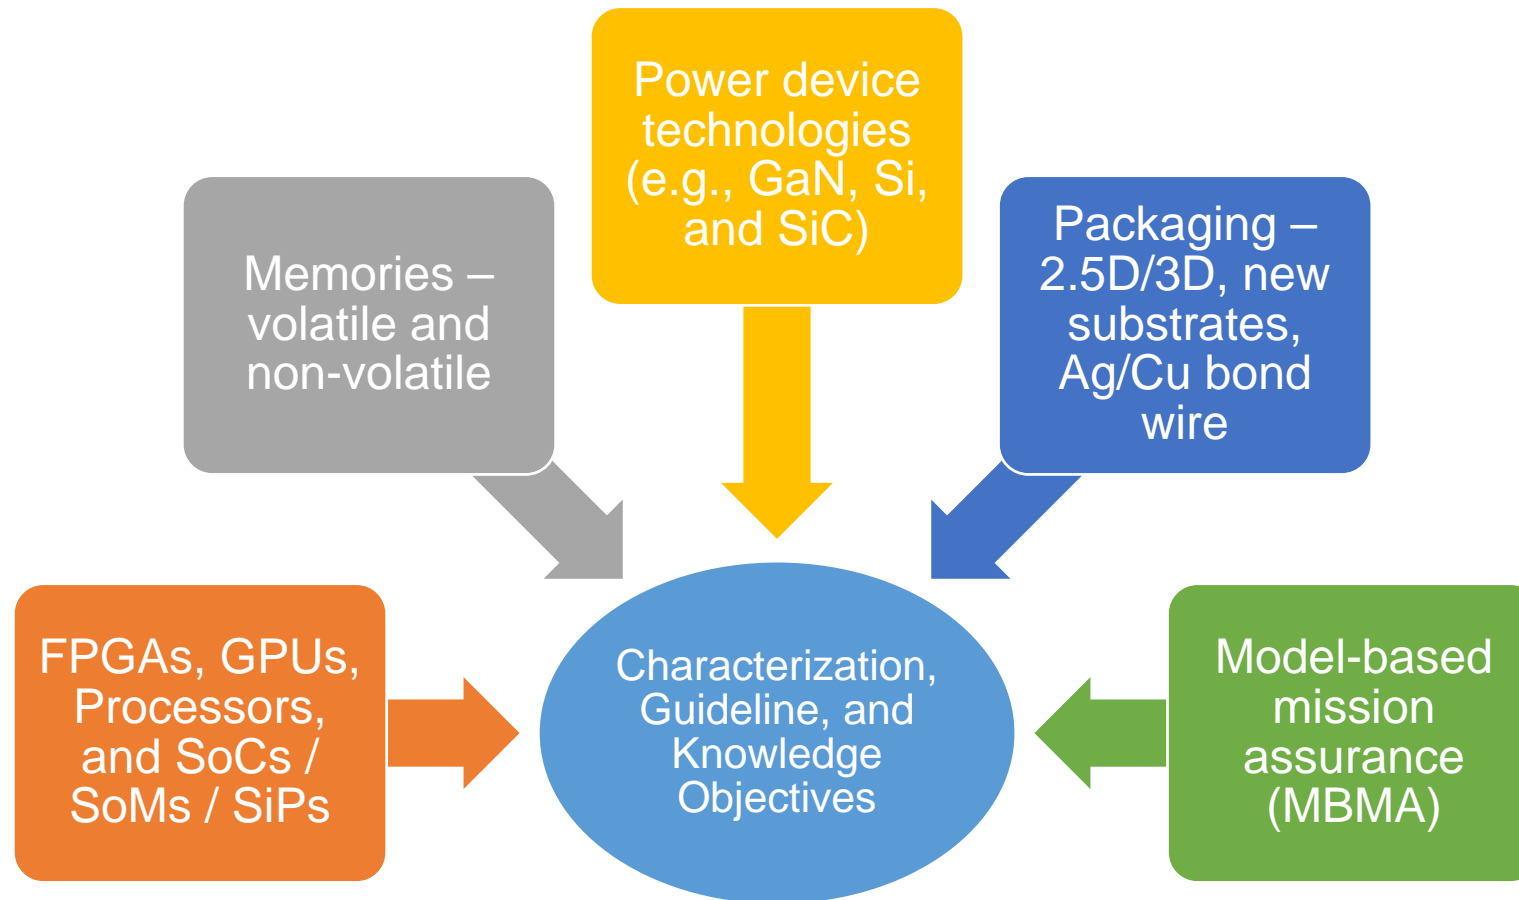 Power device
technologies
(e.g., GaN, Si,
and SiC)
Memories –
volatile and
non-volatile
Packaging –
2.5D/3D, new
substrates,
Ag/Cu bond
wire
FPGAs, GPUs,
Processors,
and SoCs /
SoMs / SiPs
Characterization,
Guideline, and
Knowledge
Objectives
Model-based
mission
assurance
(MBMA)